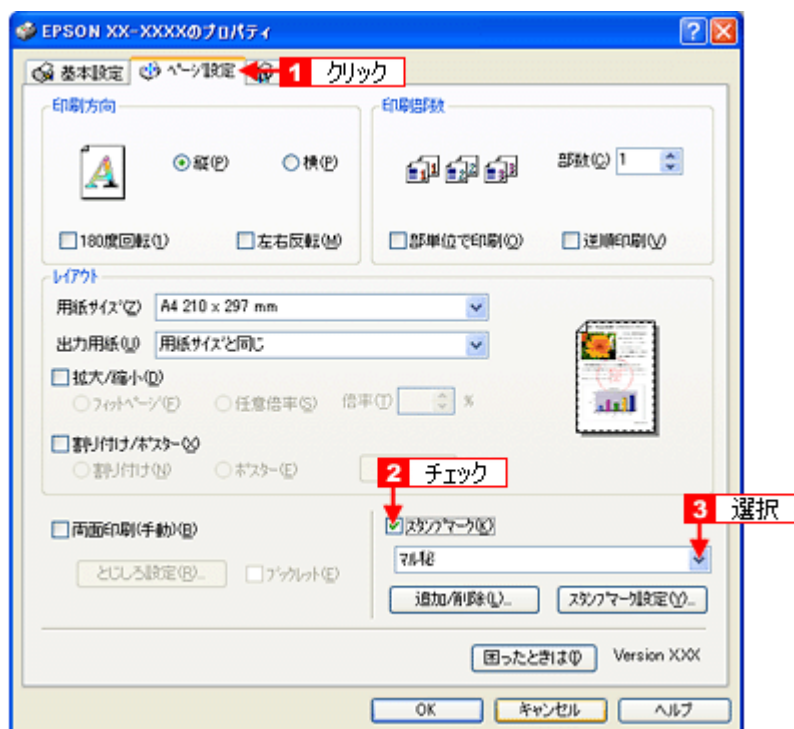 EPSON XX-XXXXのプロパティ
基本設定 ページ設定 1 クリック
印刷方向 印刷部数
縦(P) 横(P) 部数(C) 1
180度回転(1) 左右反転(M) 部単位で印刷(O) 逆順印刷(V)
レイアウト
用紙サイズ(Z) A4 210 x 297 mm
出力用紙(U) 用紙サイズと同じ
拡大/縮小(D)
フィットページ(F) 任意倍率(S) 倍率(T) %
割り付け/ポスター(X)
割り付け(N) ポスター(E)
2 チェック
3 選択
両面印刷(手動)(B) スタンプマーク(K)
マル秘
とじしろ設定(R)... ブックレット(E)
追加/削除(L)... スタンプマーク設定(Y)...
困ったときは(I) Version XXX
OK キャンセル ヘルプ